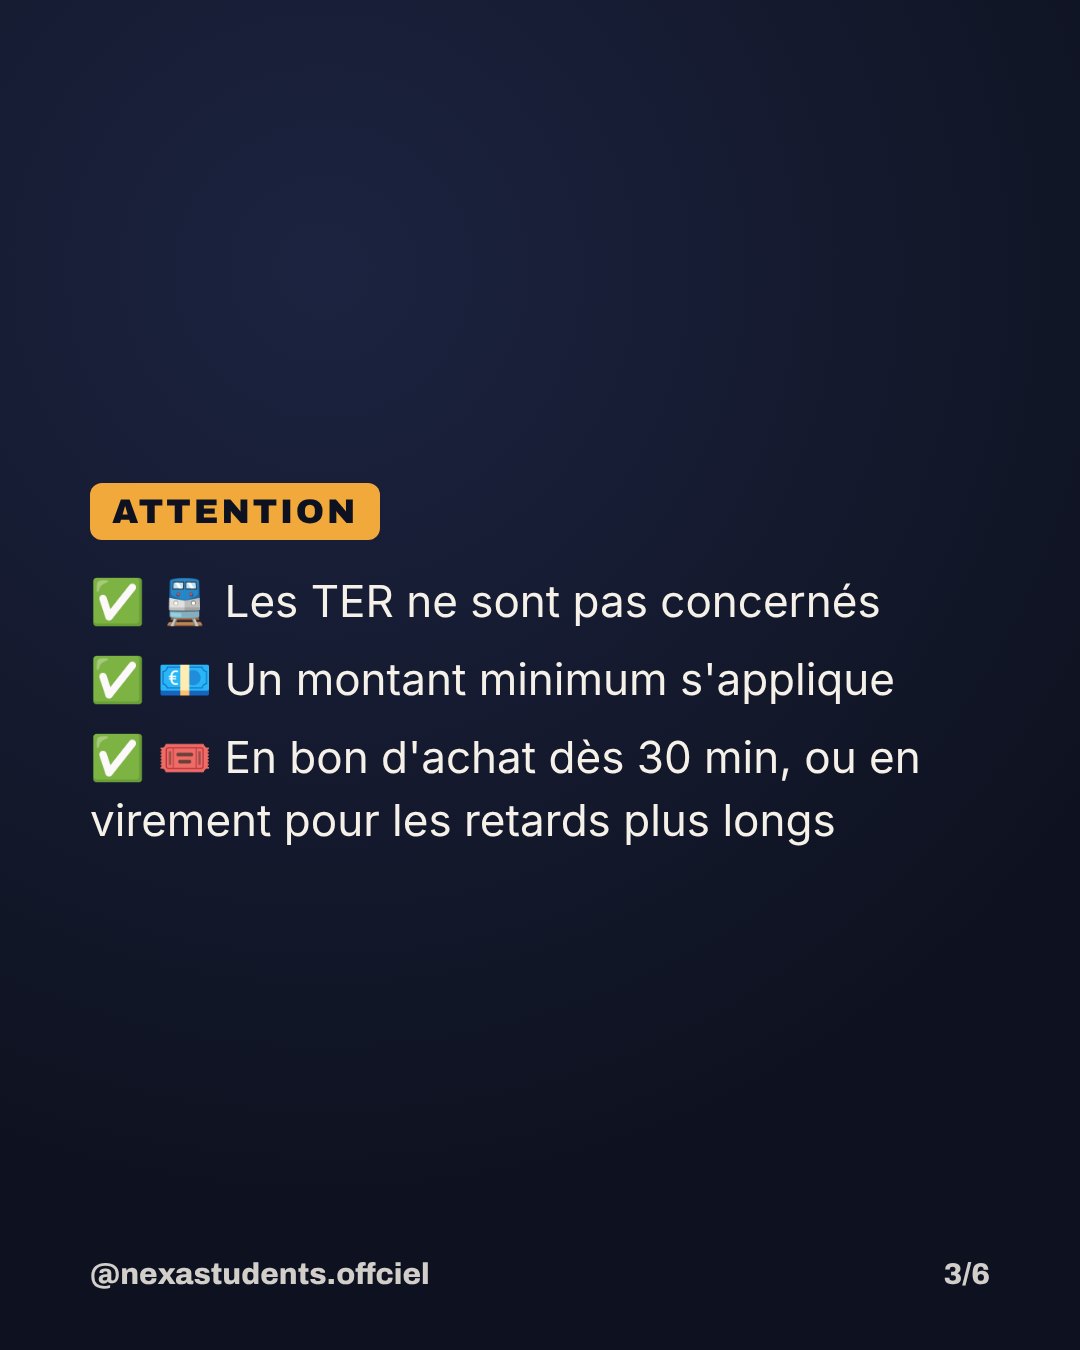 ATTENTION
✅ 🚆 Les TER ne sont pas concernés
✅ 💶 Un montant minimum s'applique
✅ 🎟️ En bon d'achat dès 30 min, ou en
virement pour les retards plus longs
@nexastudents.offciel
3/6